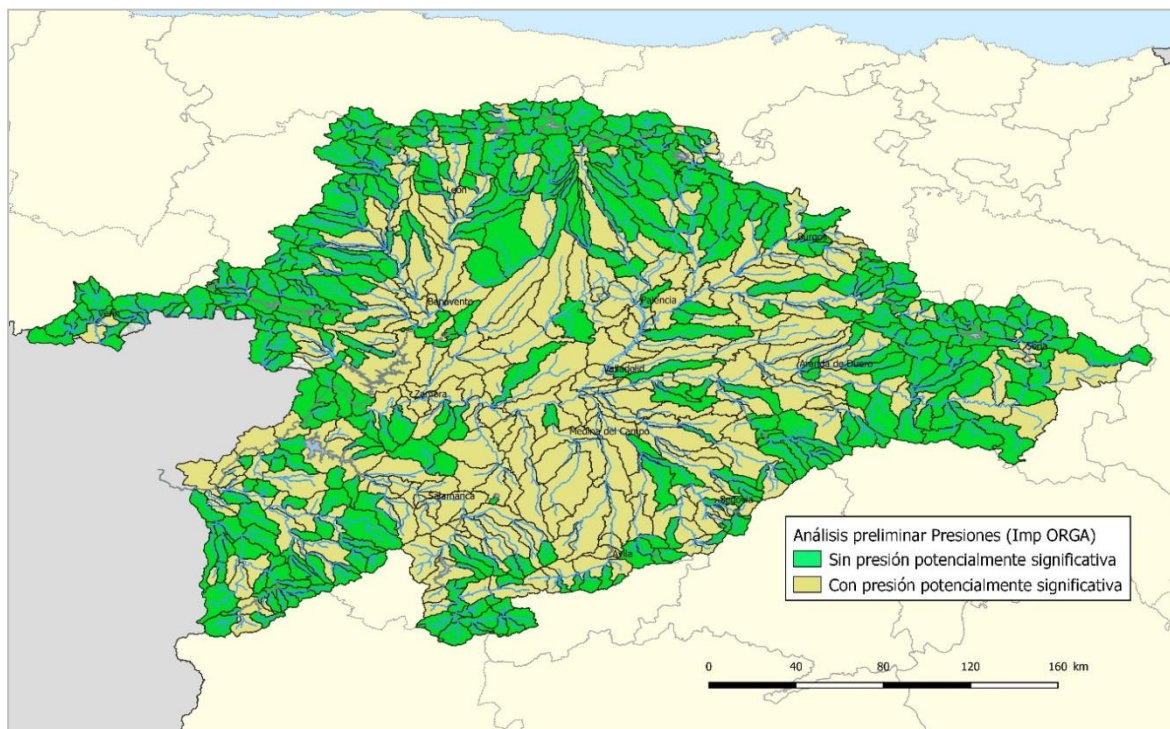 León
Burgos
Verín
Benavente
Palencia
Soria
Valladolid
Aranda de Duero
Zamora
Medina del Campo
Salamanca
Segovia
Ávila
Análisis preliminar Presiones (Imp ORGA)
Sin presión potencialmente significativa
Con presión potencialmente significativa
0 40 80 120 160 km